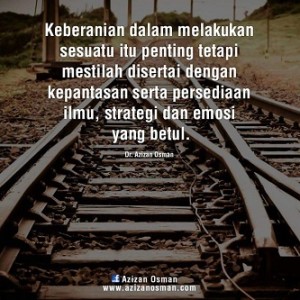 Keberanian dalam melakukan
sesuatu itu penting tetapi
mestilah disertai dengan
kepantasan serta persediaan
ilmu, strategi dan emosi
yang betul.
Dr. Azizan Osman
Azizan Osman
www.azizanosman.com